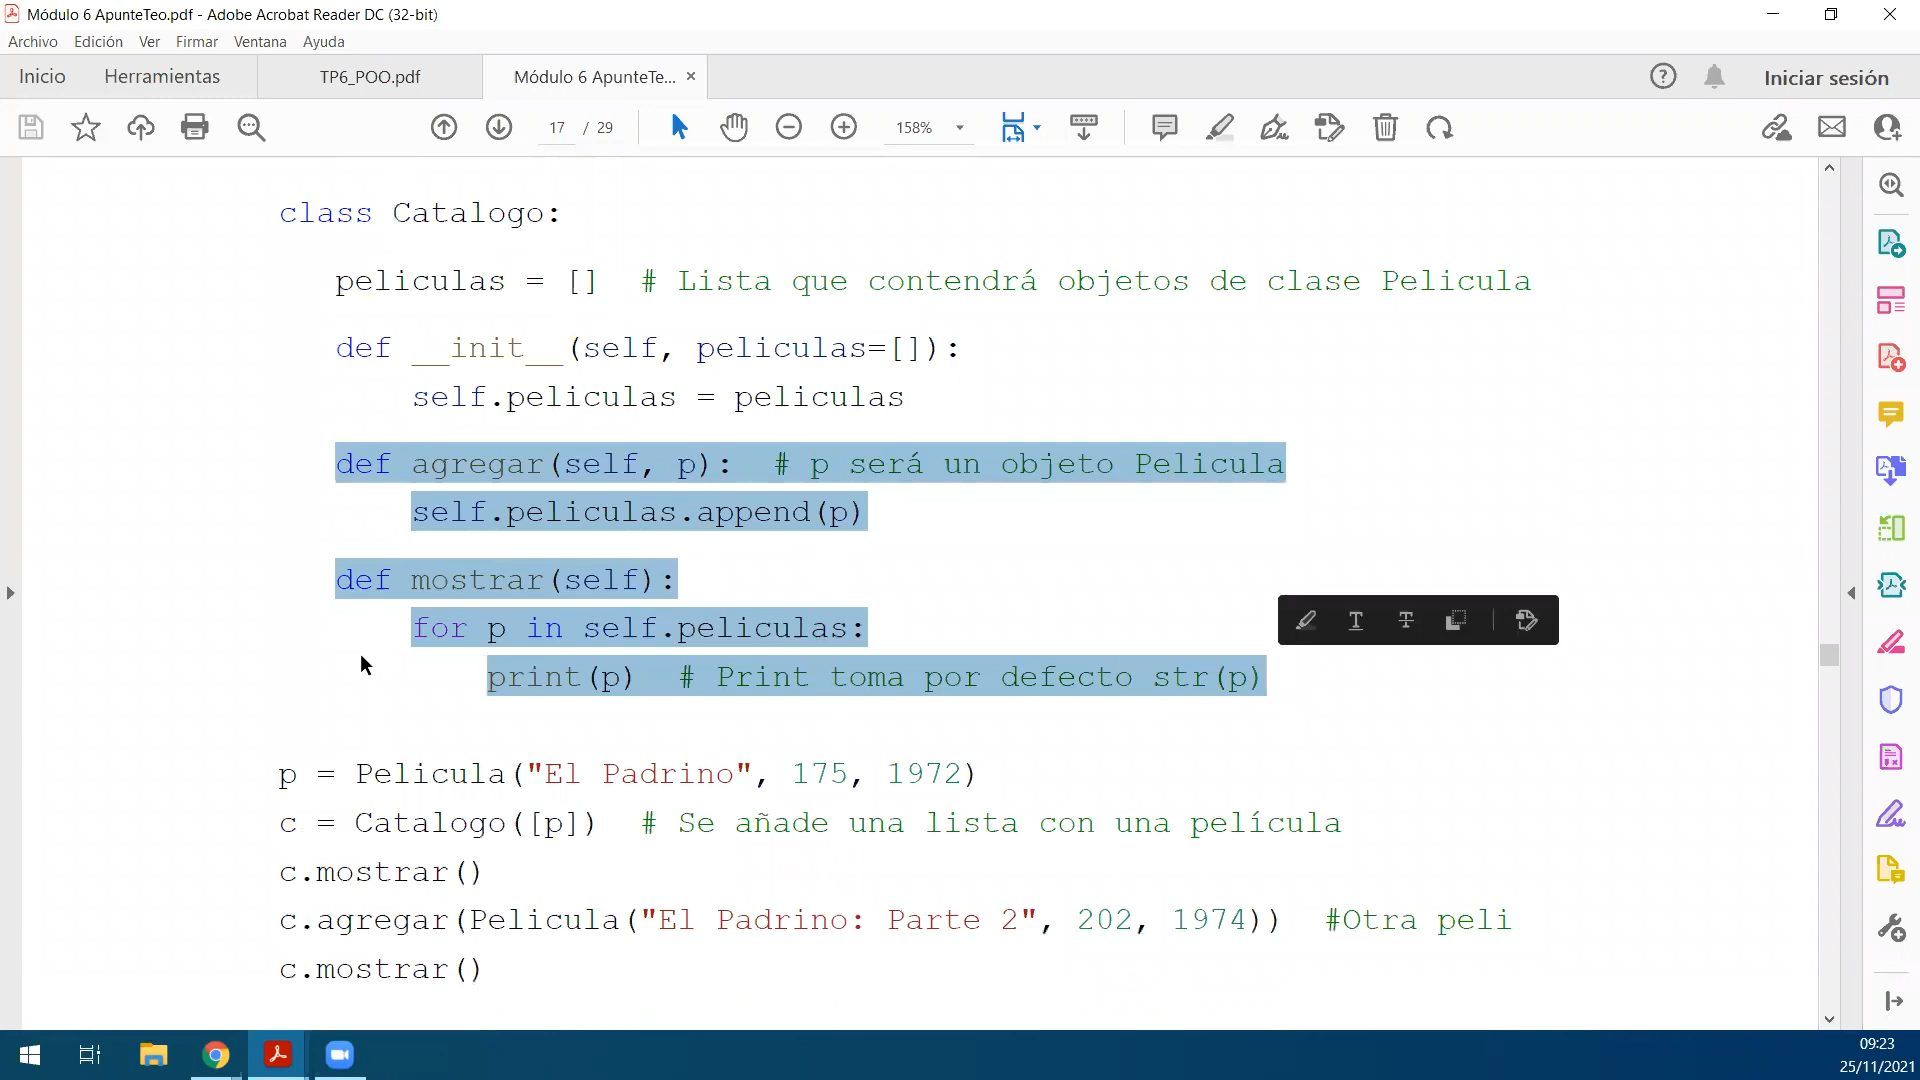 Módulo 6 ApunteTeo.pdf - Adobe Acrobat Reader DC (32-bit)
Archivo Edición Ver Firmar Ventana Ayuda
Inicio Herramientas TP6_POO.pdf Módulo 6 ApunteTe... × Iniciar sesión
17 / 29 158%
class Catalogo:
peliculas = [] # Lista que contendrá objetos de clase Pelicula
def __init__(self, peliculas=[]):
self.peliculas = peliculas
def agregar(self, p): # p será un objeto Pelicula
self.peliculas.append(p)
def mostrar(self):
for p in self.peliculas:
print(p) # Print toma por defecto str(p)
p = Pelicula("El Padrino", 175, 1972)
c = Catalogo([p]) # Se añade una lista con una película
c.mostrar()
c.agregar(Pelicula("El Padrino: Parte 2", 202, 1974)) #Otra peli
c.mostrar()
09:23
25/11/2021